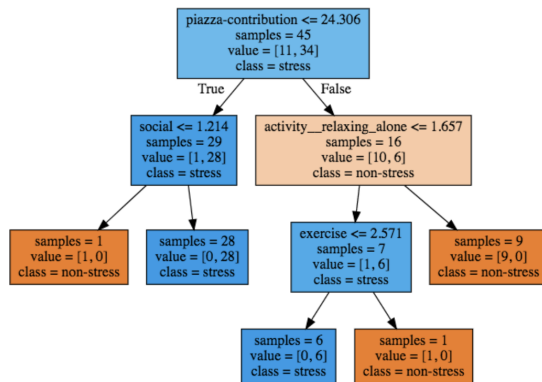 piazza-contribution <= 24.306
samples = 45
value = [11, 34]
class = stress
True
False
social <= 1.214
samples = 29
value = [1, 28]
class = stress
activity__relaxing_alone <= 1.657
samples = 16
value = [10, 6]
class = non-stress
samples = 1
value = [1, 0]
class = non-stress
samples = 28
value = [0, 28]
class = stress
exercise <= 2.571
samples = 7
value = [1, 6]
class = stress
samples = 9
value = [9, 0]
class = non-stress
samples = 6
value = [0, 6]
class = stress
samples = 1
value = [1, 0]
class = non-stress